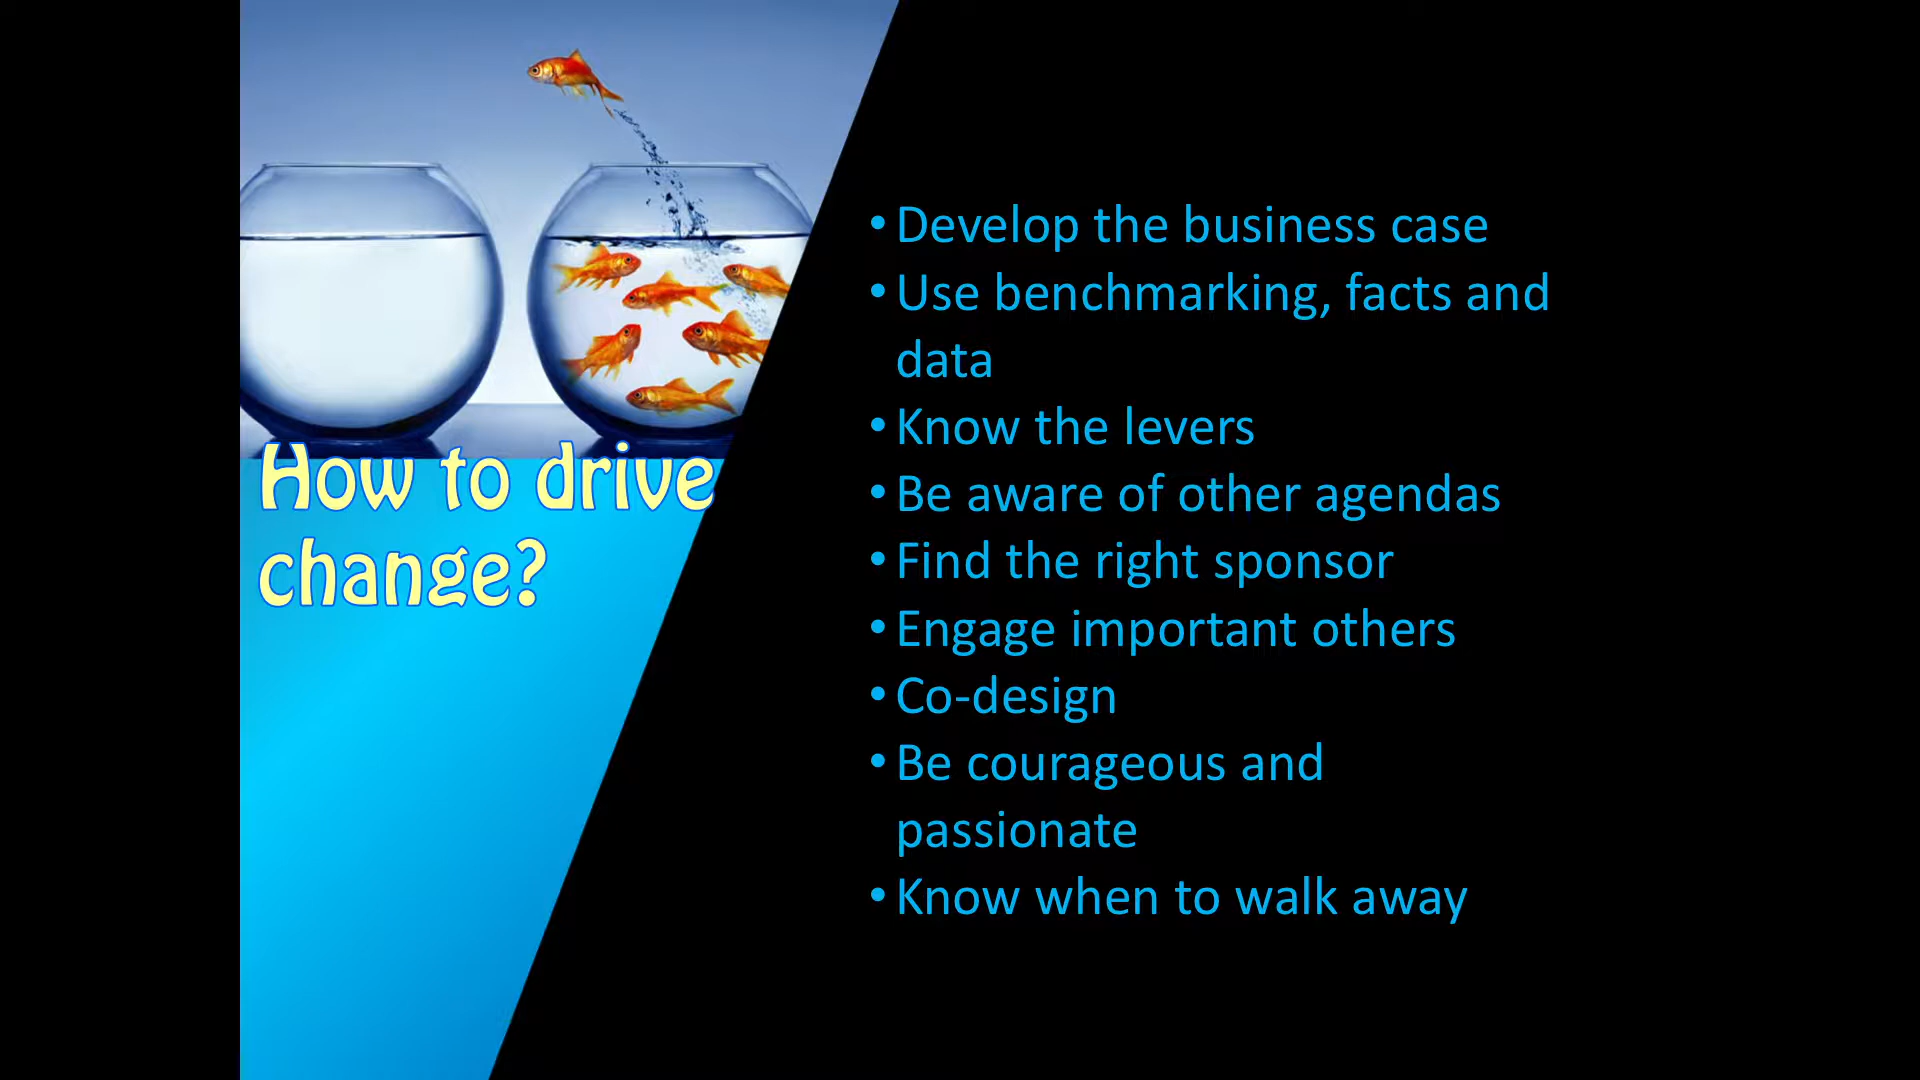 How to drive
change?
• Develop the business case
• Use benchmarking, facts and
data
• Know the levers
• Be aware of other agendas
• Find the right sponsor
• Engage important others
• Co-design
• Be courageous and
passionate
• Know when to walk away